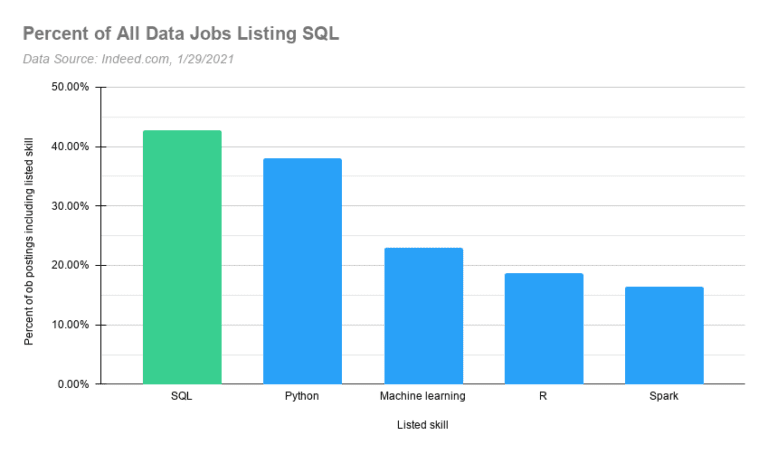 Percent of All Data Jobs Listing SQL
Data Source: Indeed.com, 1/29/2021
Percent of ob postings including listed skill
50.00%
40.00%
30.00%
20.00%
10.00%
0.00%
SQL
Python
Machine learning
R
Spark
Listed skill